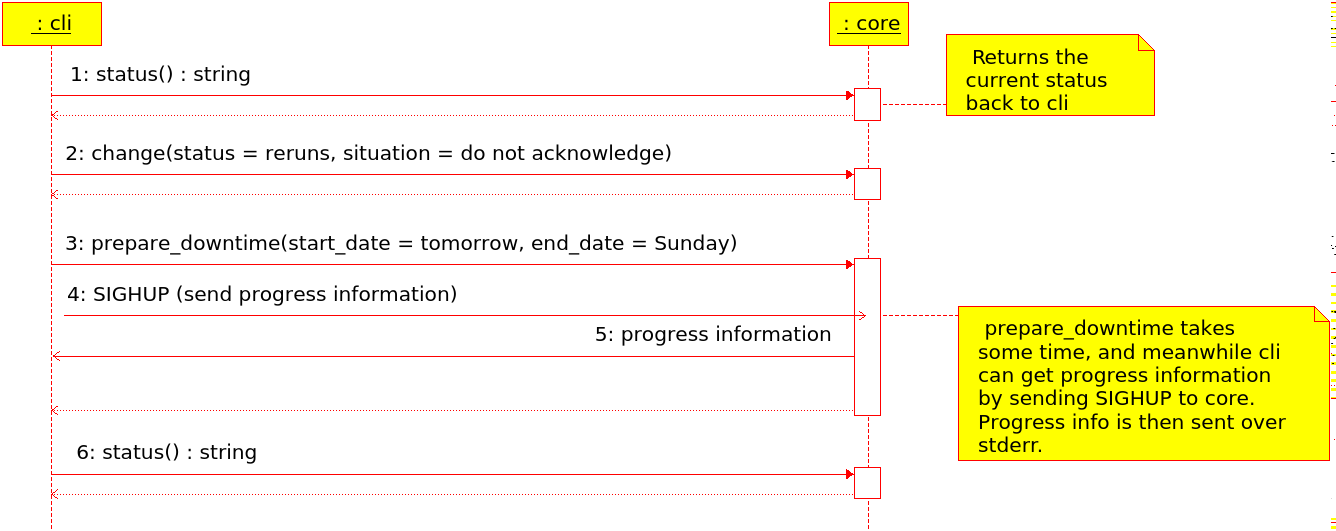 : cli
: core
Returns the
current status
back to cli
1: status() : string
2: change(status = reruns, situation = do not acknowledge)
3: prepare_downtime(start_date = tomorrow, end_date = Sunday)
4: SIGHUP (send progress information)
5: progress information
prepare_downtime takes
some time, and meanwhile cli
can get progress information
by sending SIGHUP to core.
Progress info is then sent over
stderr.
6: status() : string